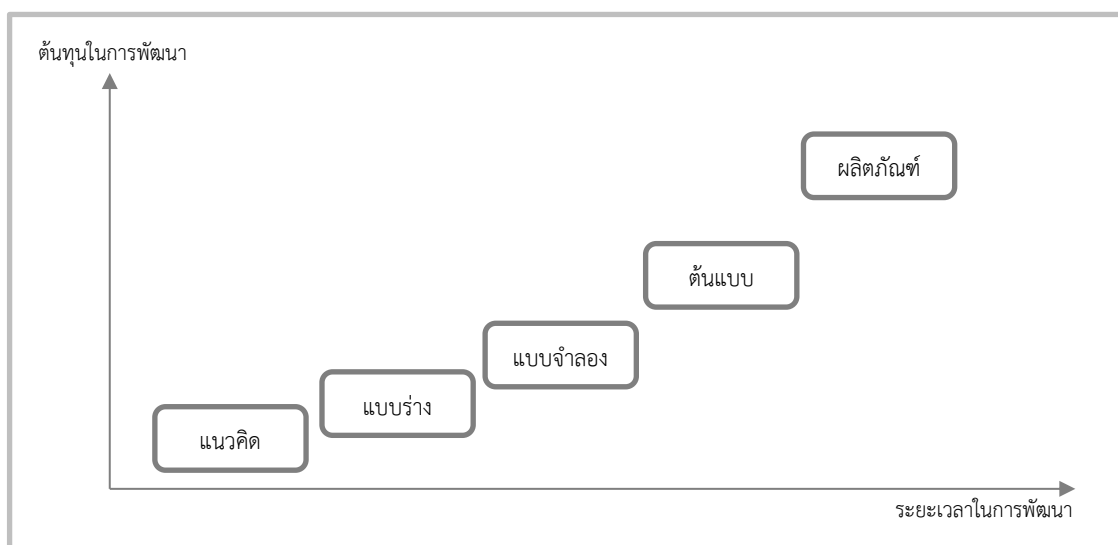 ต้นทุนในการพัฒนา
ผลิตภัณฑ์
ต้นแบบ
แบบจำลอง
แบบร่าง
แนวคิด
ระยะเวลาในการพัฒนา